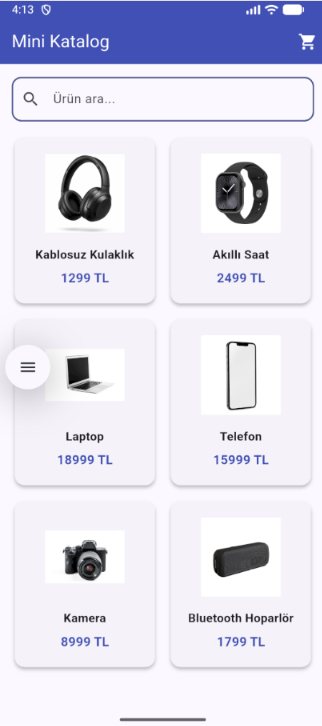 4:13
Mini Katalog
Ürün ara...
Kablosuz Kulaklık
1299 TL
Akıllı Saat
2499 TL
Laptop
18999 TL
Telefon
15999 TL
Kamera
8999 TL
Bluetooth Hoparlör
1799 TL